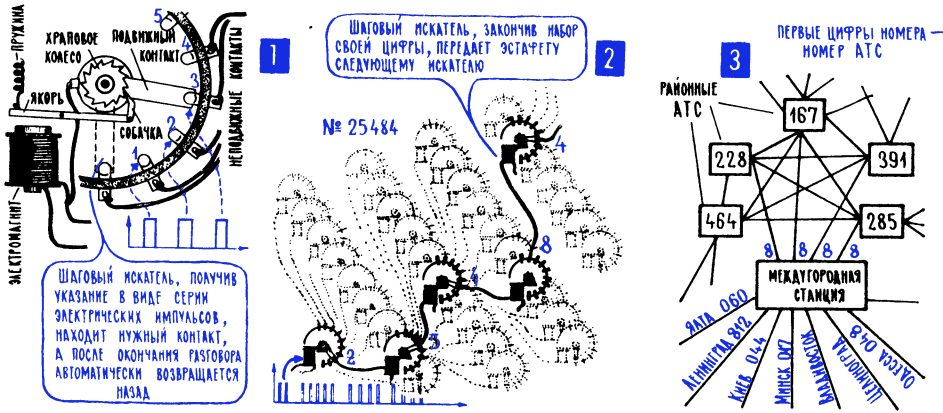 ПРУЖИНА
ХРАПОВОЕ
КОЛЕСО
ПОДВИЖНЫЙ
КОНТАКТ
ЯКОРЬ
СОБАЧКА
ЭЛЕКТРОМАГНИТ
НЕПОДВИЖНЫЕ КОНТАКТЫ
5
4
3
2
1
ШАГОВЫЙ ИСКАТЕЛЬ, ПОЛУЧИВ
УКАЗАНИЕ В ВИДЕ СЕРИИ
ЭЛЕКТРИЧЕСКИХ ИМПУЛЬСОВ,
НАХОДИТ НУЖНЫЙ КОНТАКТ,
А ПОСЛЕ ОКОНЧАНИЯ РАЗГОВОРА
АВТОМАТИЧЕСКИ ВОЗВРАЩАЕТСЯ
НАЗАД
1
ШАГОВЫЙ ИСКАТЕЛЬ, ЗАКОНЧИВ НАБОР
СВОЕЙ ЦИФРЫ, ПЕРЕДАЕТ ЭСТАФЕТУ
СЛЕДУЮЩЕМУ ИСКАТЕЛЮ
2
№ 25484
4
8
4
2
3
ПЕРВЫЕ ЦИФРЫ НОМЕРА —
НОМЕР АТС
РАЙОННЫЕ
АТС
167
228
391
464
285
8 8 8 8
МЕЖДУГОРОДНАЯ
СТАНЦИЯ
ЯЛТА 060
ЛЕНИНГРАД 812
КИЕВ 044
МИНСК 017
ВЛАДИВОСТОК
ЦЕЛИНОГРАД
ОДЕССА 048